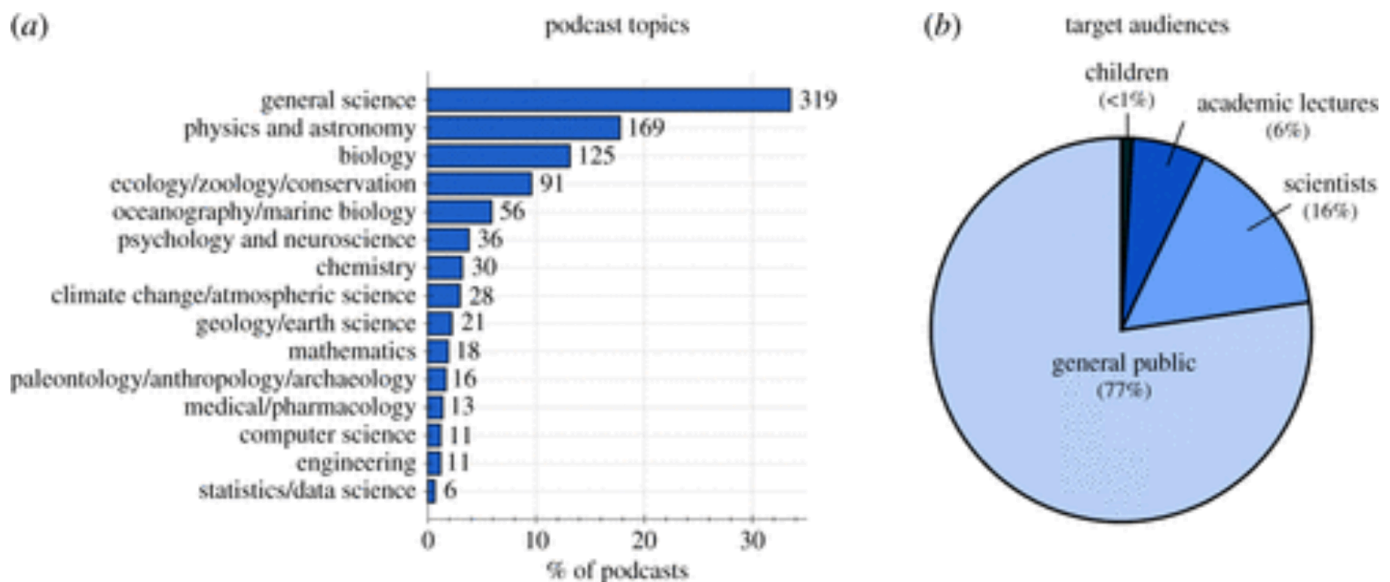 (a)
podcast topics
general science 319
physics and astronomy 169
biology 125
ecology/zoology/conservation 91
oceanography/marine biology 56
psychology and neuroscience 36
chemistry 30
climate change/atmospheric science 28
geology/earth science 21
mathematics 18
paleontology/anthropology/archaeology 16
medical/pharmacology 13
computer science 11
engineering 11
statistics/data science 6
0 10 20 30
% of podcasts
(b)
target audiences
children
(<1%)
academic lectures
(6%)
scientists
(16%)
general public
(77%)